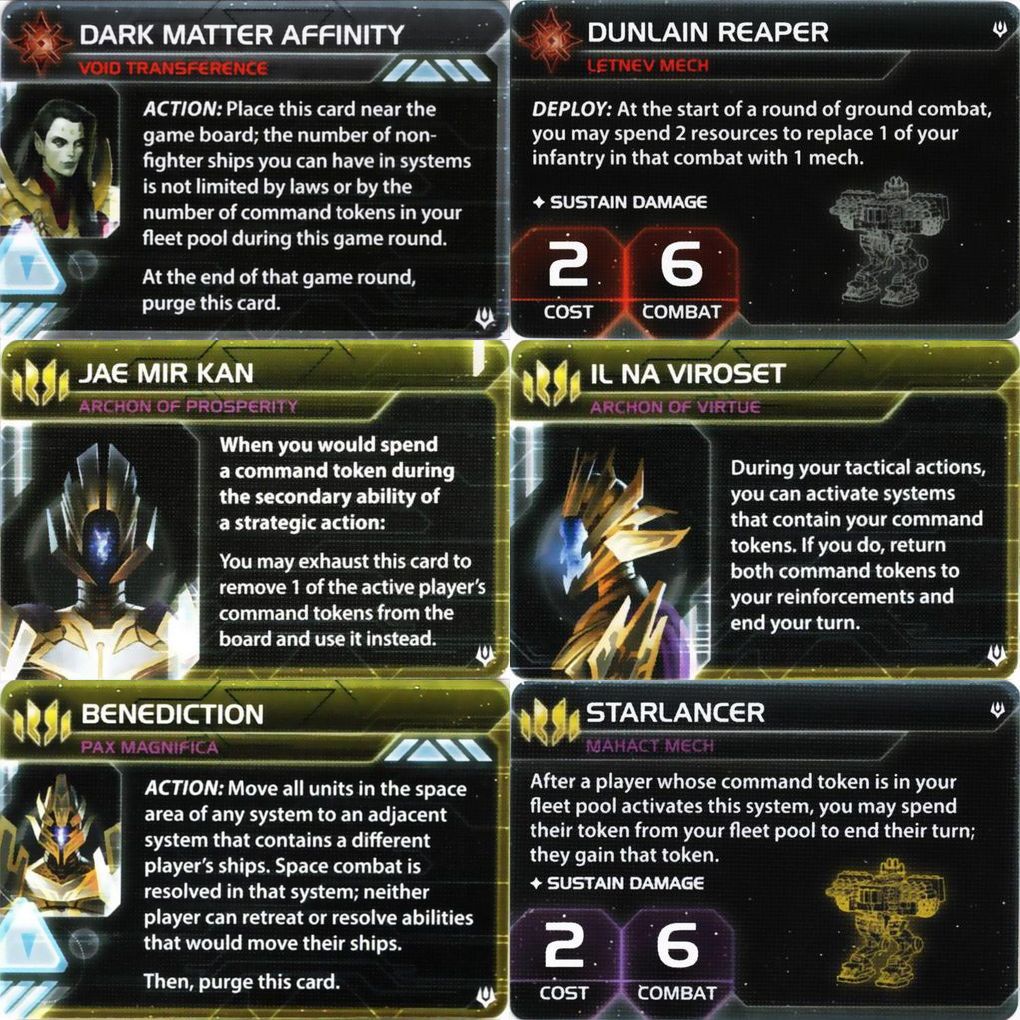 DARK MATTER AFFINITY
VOID TRANSFERENCE
ACTION: Place this card near the
game board; the number of non-
fighter ships you can have in systems
is not limited by laws or by the
number of command tokens in your
fleet pool during this game round.
At the end of that game round,
purge this card.
DUNLAIN REAPER
LETNEV MECH
DEPLOY: At the start of a round of ground combat,
you may spend 2 resources to replace 1 of your
infantry in that combat with 1 mech.
SUSTAIN DAMAGE
2
COST
6
COMBAT
JAE MIR KAN
ARCHON OF PROSPERITY
When you would spend
a command token during
the secondary ability of
a strategic action:
You may exhaust this card to
remove 1 of the active player's
command tokens from the
board and use it instead.
IL NA VIROSET
ARCHON OF VIRTUE
During your tactical actions,
you can activate systems
that contain your command
tokens. If you do, return
both command tokens to
your reinforcements and
end your turn.
BENEDICTION
PAX MAGNIFICA
ACTION: Move all units in the space
area of any system to an adjacent
system that contains a different
player's ships. Space combat is
resolved in that system; neither
player can retreat or resolve abilities
that would move their ships.
Then, purge this card.
STARLANCER
MAHACT MECH
After a player whose command token is in your
fleet pool activates this system, you may spend
their token from your fleet pool to end their turn;
they gain that token.
SUSTAIN DAMAGE
2
COST
6
COMBAT